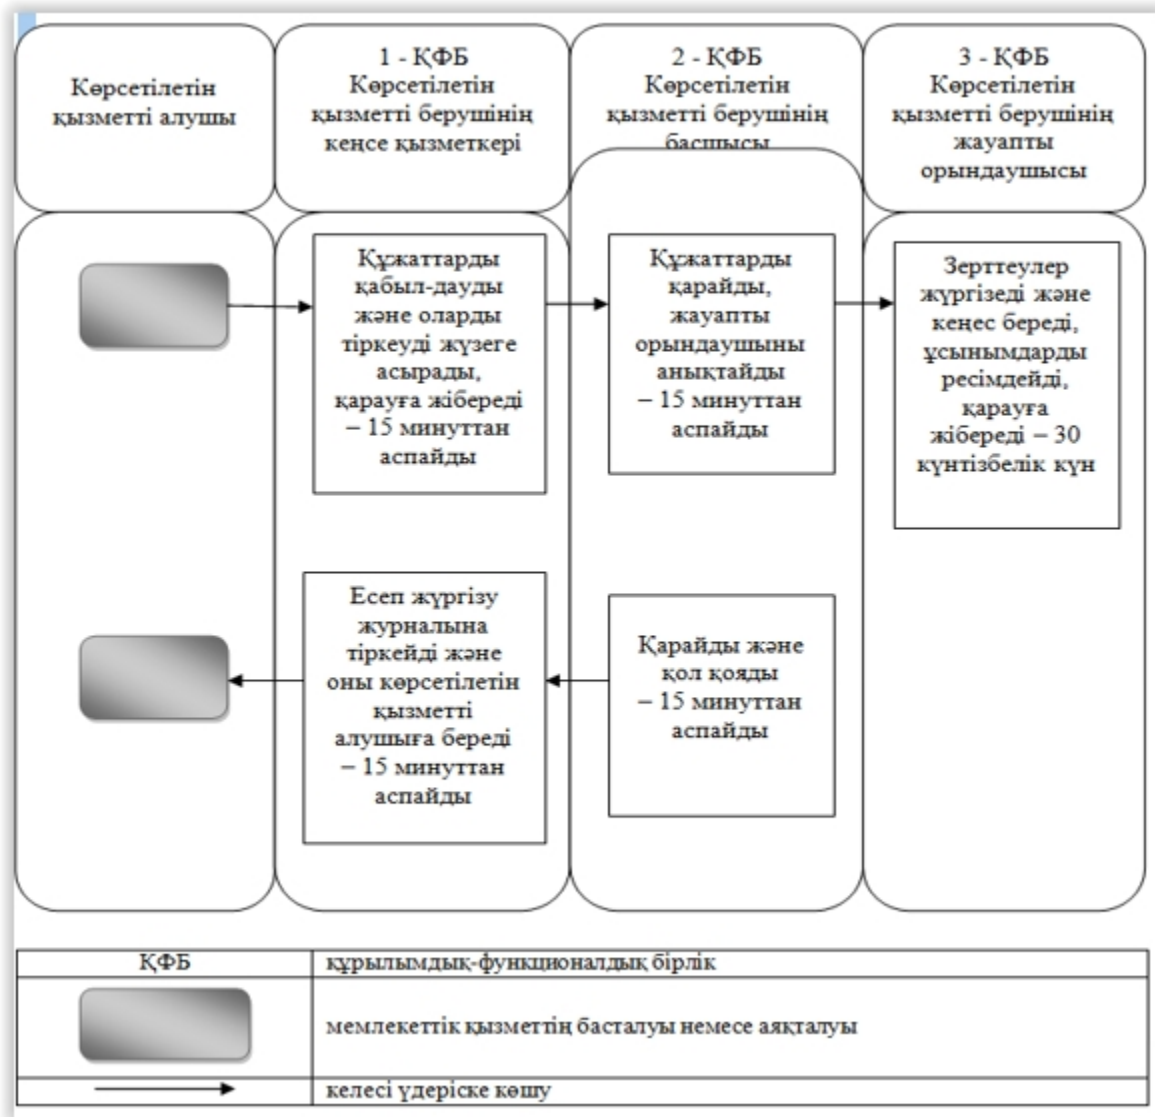 Көрсетілетін
қызметті алушы
1 - ҚФБ
Көрсетілетін
қызметті берушінің
кеңсе қызметкері
2 - ҚФБ
Көрсетілетін
қызметті берушінің
басшысы
3 - ҚФБ
Көрсетілетін
қызметті берушінің
жауапты
орындаушысы
Құжаттарды
қабыл-дауды
және оларды
тіркеуді жүзеге
асырады,
қарауға жібереді
– 15 минуттан
аспайды
Құжаттарды
қарайды,
жауапты
орындаушыны
анықтайды
– 15 минуттан
аспайды
Зерттеулер
жүргізеді және
кеңес береді,
ұсынымдарды
ресімдейді,
қарауға
жібереді – 30
күнтізбелік күн
Есеп жүргізу
журналына
тіркейді және
оны көрсетілетін
қызметті
алушыға береді
– 15 минуттан
аспайды
Қарайды және
қол қояды
– 15 минуттан
аспайды
ҚФБ
құрылымдық-функционалдық бірлік
мемлекеттік қызметтің басталуы немесе аяқталуы
келесі үдеріске көшу